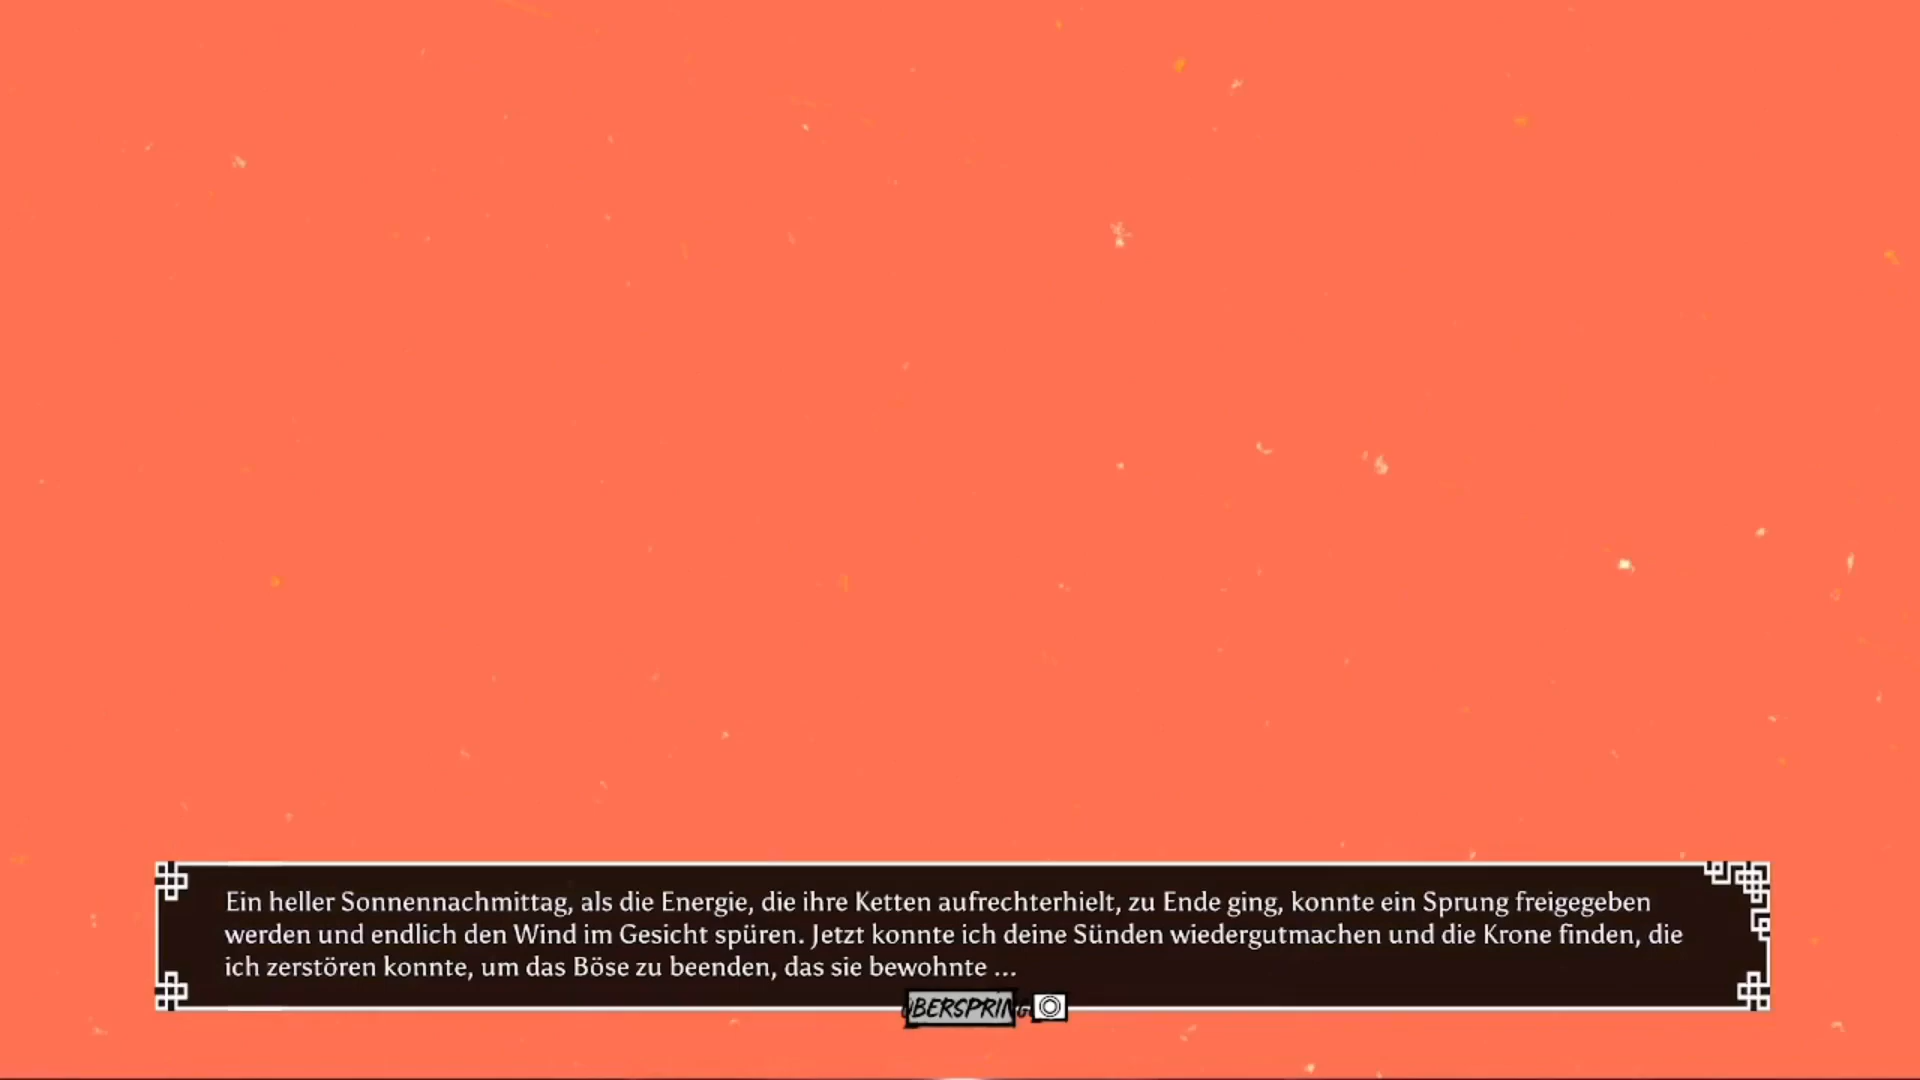 Ein heller Sonnennachmittag, als die Energie, die ihre Ketten aufrechterhielt, zu Ende ging, konnte ein Sprung freigegeben
werden und endlich den Wind im Gesicht spüren. Jetzt konnte ich deine Sünden wiedergutmachen und die Krone finden, die
ich zerstören konnte, um das Böse zu beenden, das sie bewohnte ...
ÜBERSPRINGE